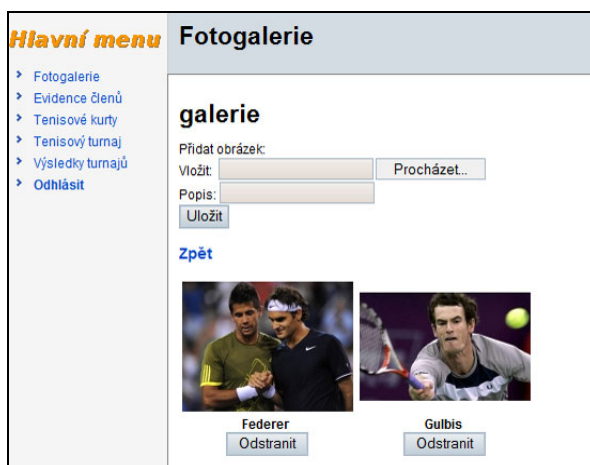 Hlavní menu
Fotogalerie
Evidence členů
Tenisové kurty
Tenisový turnaj
Výsledky turnajů
Odhlásit
Fotogalerie
galerie
Přidat obrázek:
Vložit: Procházet...
Popis:
Uložit
Zpět
Federer Gulbis
Odstranit Odstranit